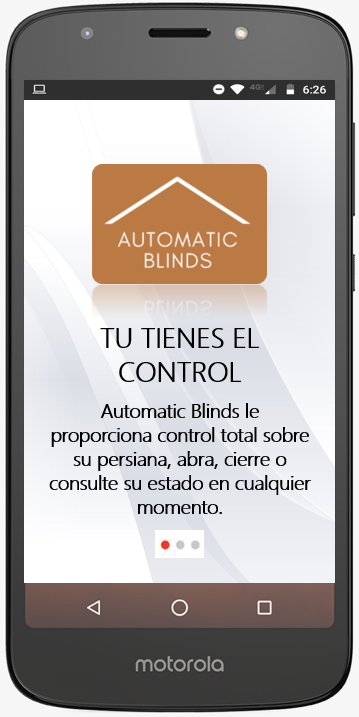 4G
6:26
AUTOMATIC
BLINDS
TU TIENES EL
CONTROL
Automatic Blinds le
proporciona control total sobre
su persiana, abra, cierre o
consulte su estado en cualquier
momento.
motorola